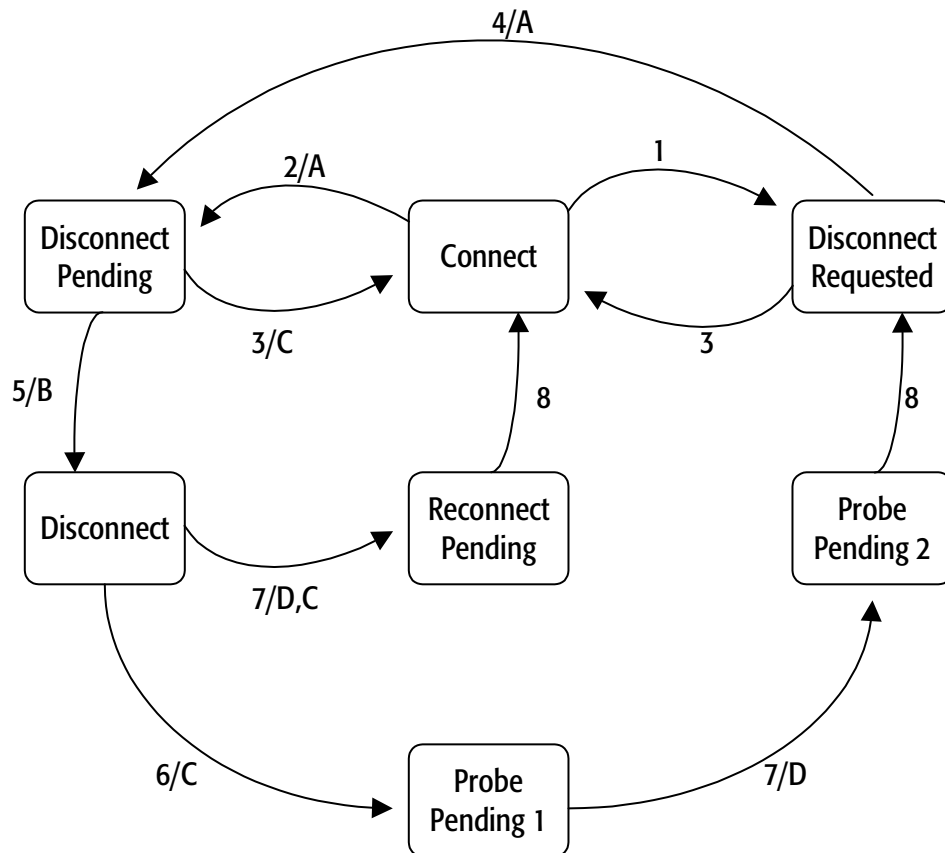 4/A
2/A
1
Disconnect
Pending
Connect
Disconnect
Requested
3/C
3
5/B
8
8
Disconnect
Reconnect
Pending
Probe
Pending 2
7/D,C
6/C
Probe
Pending 1
7/D